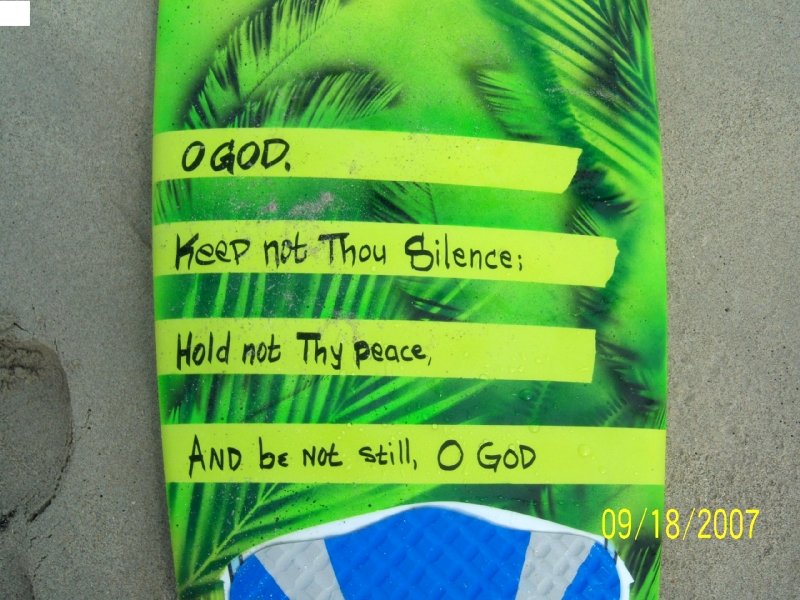 O GOD.
Keep not Thou Silence;
Hold not Thy peace,
AND be Not still, O GOD
09/18/2007